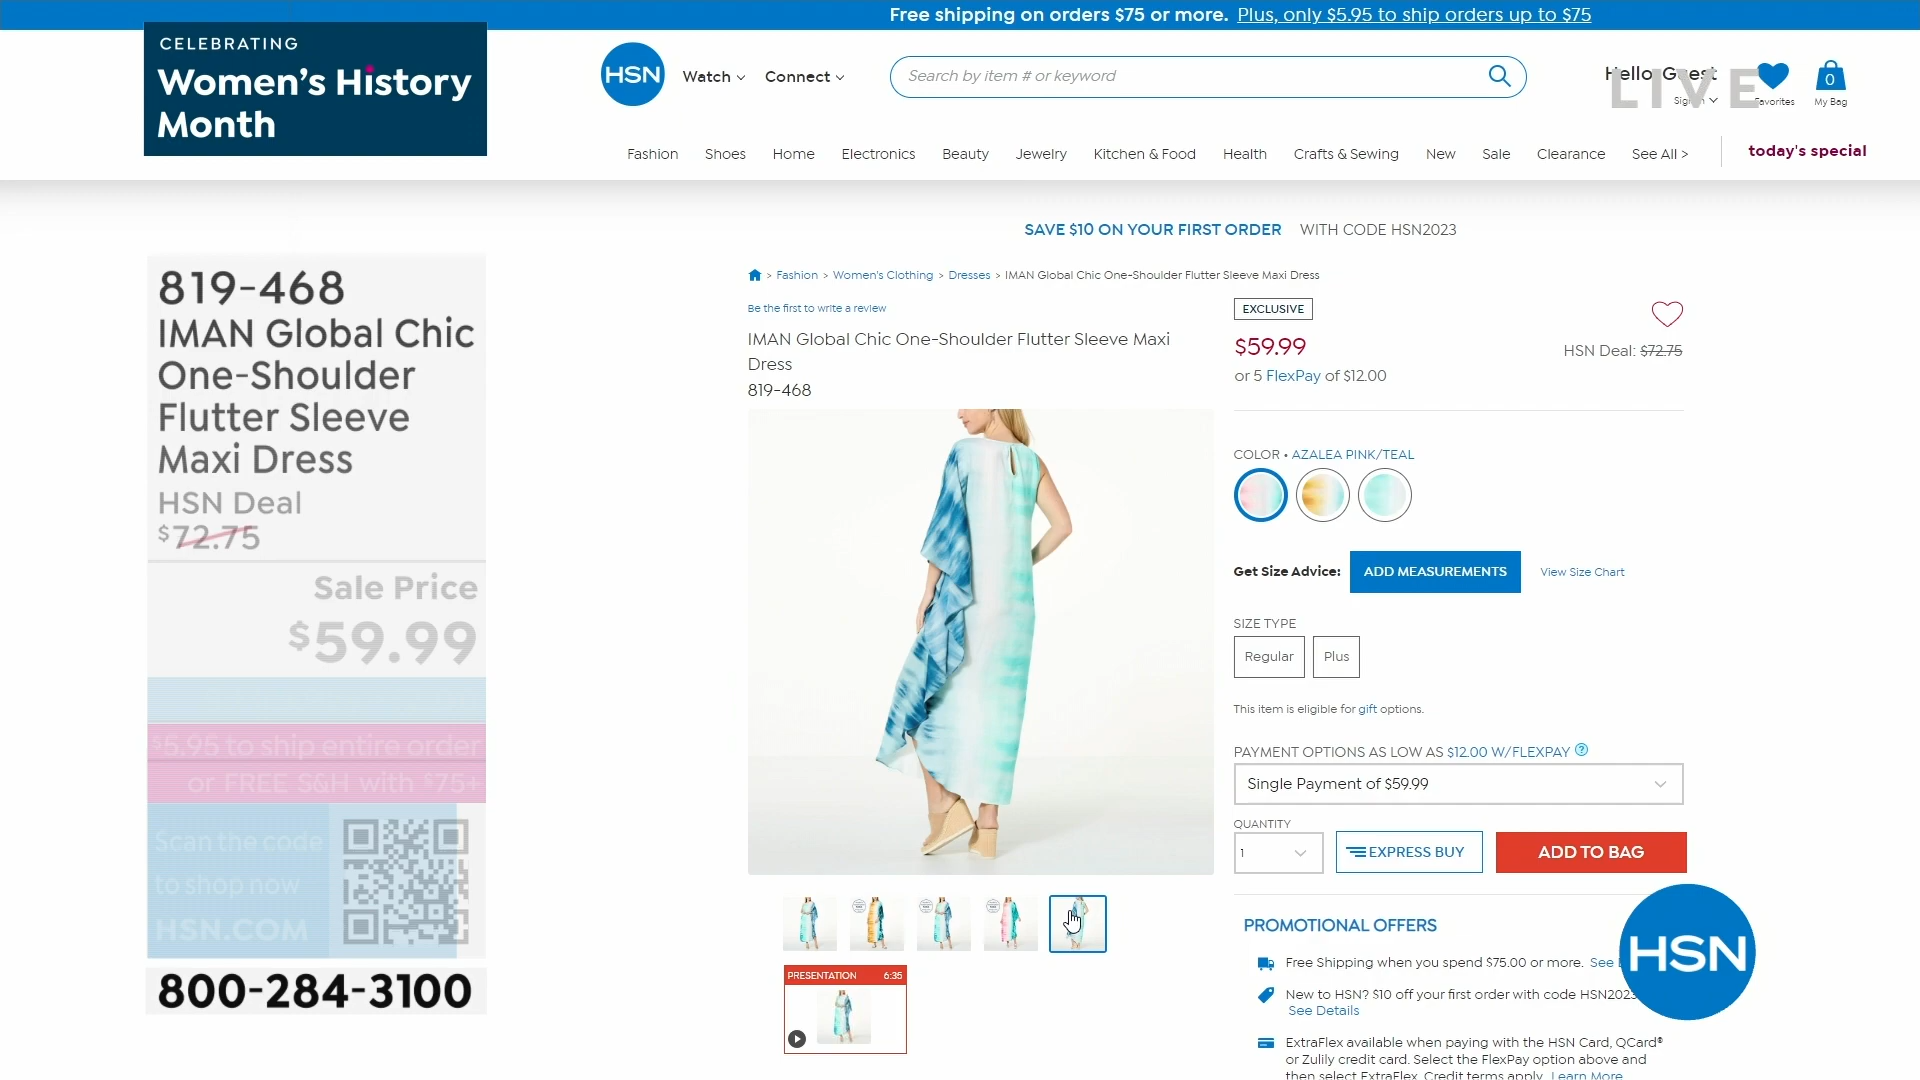 Free shipping on orders $75 or more. Plus, only $5.95 to ship orders up to $75
CELEBRATING
Women's History
Month
HSN
Watch
Connect
Search by item # or keyword
Hello, Guest
LIVE
Favorites
0
My Bag
Fashion Shoes Home Electronics Beauty Jewelry Kitchen & Food Health Crafts & Sewing New Sale Clearance See All > today's special
SAVE $10 ON YOUR FIRST ORDER WITH CODE HSN2023
819-468
IMAN Global Chic
One-Shoulder
Flutter Sleeve
Maxi Dress
HSN Deal
$72.75
Sale Price
$59.99
$5.95 to ship entire order
or FREE S&H with $75+
Scan the code
to shop now
HSN.COM
800-284-3100
> Fashion > Women's Clothing > Dresses > IMAN Global Chic One-Shoulder Flutter Sleeve Maxi Dress
Be the first to write a review
IMAN Global Chic One-Shoulder Flutter Sleeve Maxi
Dress
819-468
PRESENTATION 6:35
EXCLUSIVE
$59.99
HSN Deal: $72.75
or 5 FlexPay of $12.00
COLOR • AZALEA PINK/TEAL
Get Size Advice: ADD MEASUREMENTS View Size Chart
SIZE TYPE
Regular Plus
This item is eligible for gift options.
PAYMENT OPTIONS AS LOW AS $12.00 W/FLEXPAY ?
Single Payment of $59.99
QUANTITY
1
EXPRESS BUY
ADD TO BAG
PROMOTIONAL OFFERS
Free Shipping when you spend $75.00 or more. See
New to HSN? $10 off your first order with code HSN2023
See Details
ExtraFlex available when paying with the HSN Card, QCard®
or Zulily credit card. Select the FlexPay option above and
then select ExtraFlex. Credit terms apply. Learn More
HSN